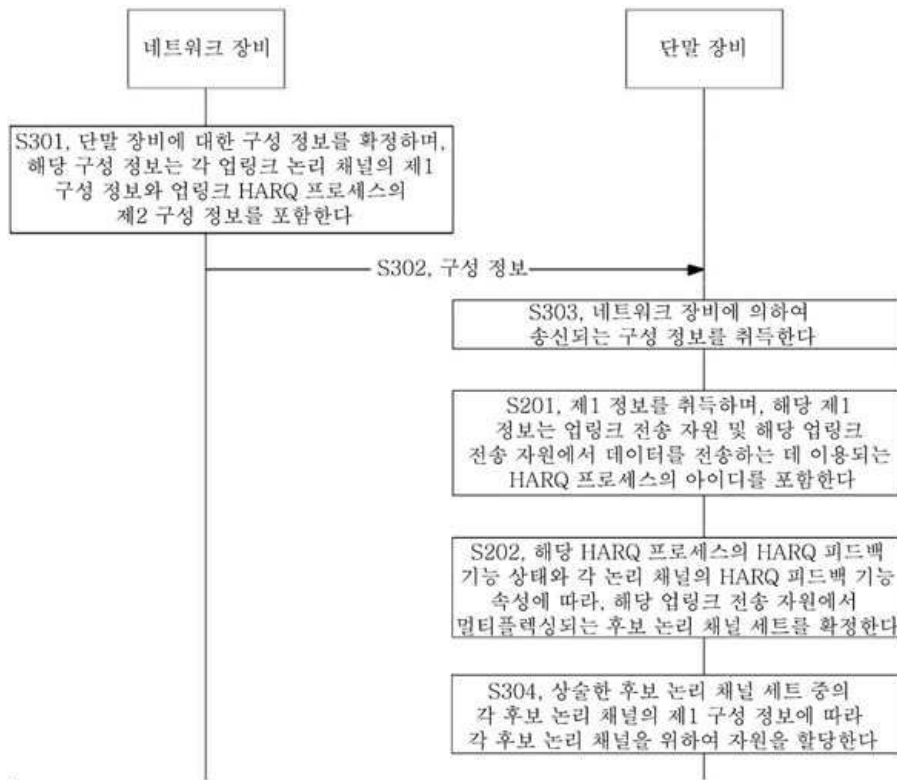 네트워크 장비
단말 장비
S301, 단말 장비에 대한 구성 정보를 확정하며,
해당 구성 정보는 각 업링크 논리 채널의 제1
구성 정보와 업링크 HARQ 프로세스의
제2 구성 정보를 포함한다
S302, 구성 정보
S303, 네트워크 장비에 의하여
송신되는 구성 정보를 취득한다
S201, 제1 정보를 취득하며, 해당 제1
정보는 업링크 전송 자원 및 해당 업링크
전송 자원에서 데이터를 전송하는 데 이용되는
HARQ 프로세스의 아이디를 포함한다
S202, 해당 HARQ 프로세스의 HARQ 피드백
기능 상태와 각 논리 채널의 HARQ 피드백 기능
속성에 따라, 해당 업링크 전송 자원에서
멀티플렉싱되는 후보 논리 채널 세트를 확정한다
S304, 상술한 후보 논리 채널 세트 중의
각 후보 논리 채널의 제1 구성 정보에 따라
각 후보 논리 채널을 위하여 자원을 할당한다